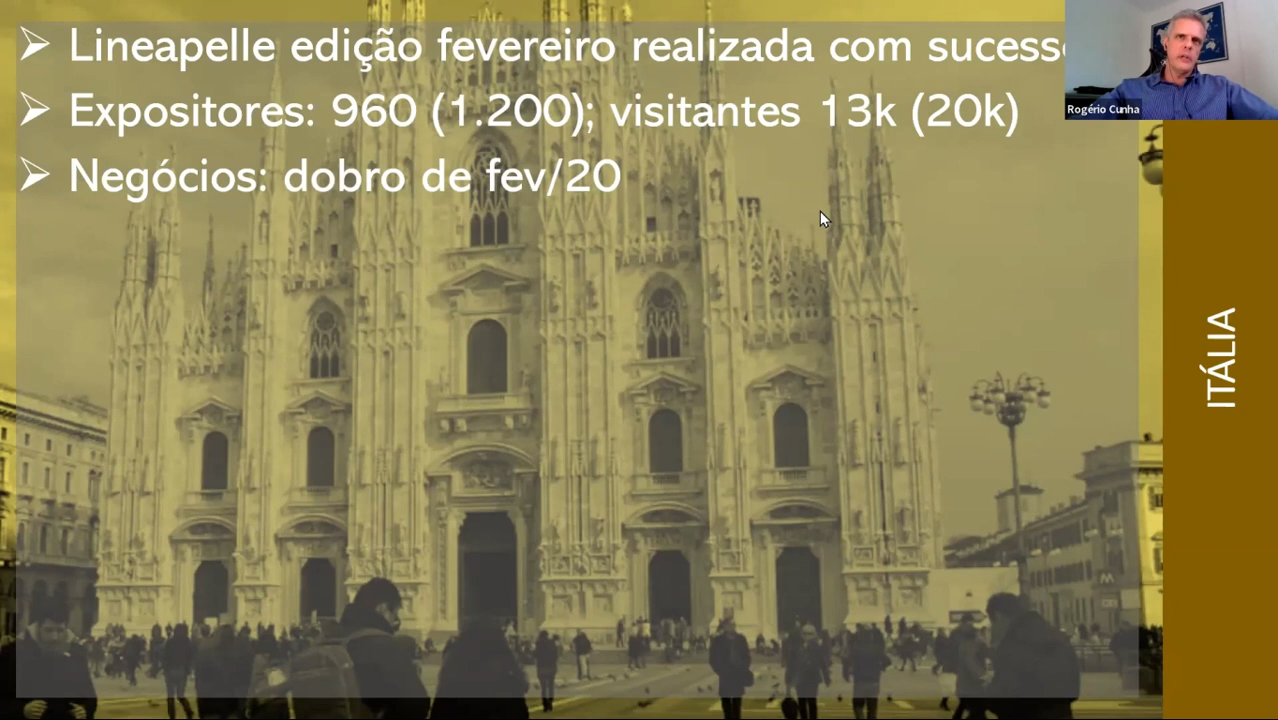 ➢ Lineapelle edição fevereiro realizada com sucess
➢ Expositores: 960 (1.200); visitantes 13k (20k)
➢ Negócios: dobro de fev/20
Rogério Cunha
ITÁLIA